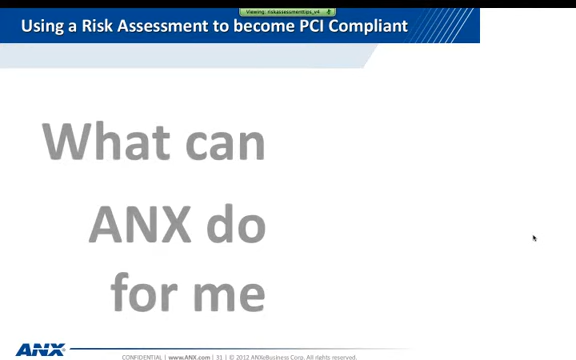 Viewing: riskassessmenttips_v4
Using a Risk Assessment to become PCI Compliant
What can
ANX do
for me
ANX
CONFIDENTIAL | www.ANX.com | 31 | © 2012 ANXeBusiness Corp. All rights reserved.